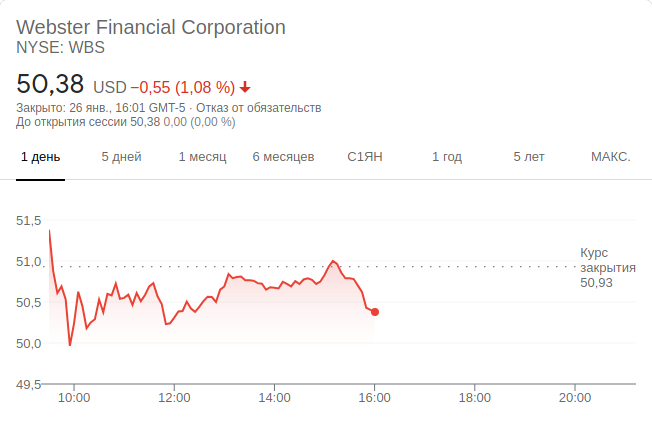 Webster Financial Corporation
NYSE: WBS
50,38 USD −0,55 (1,08 %)
Закрыто: 26 янв., 16:01 GMT-5 · Отказ от обязательств
До открытия сессии 50,38 0,00 (0,00 %)
1 день 5 дней 1 месяц 6 месяцев С1ЯН 1 год 5 лет МАКС.
51,5
51,0
50,5
50,0
49,5
Курс
закрытия
50,93
10:00 12:00 14:00 16:00 18:00 20:00